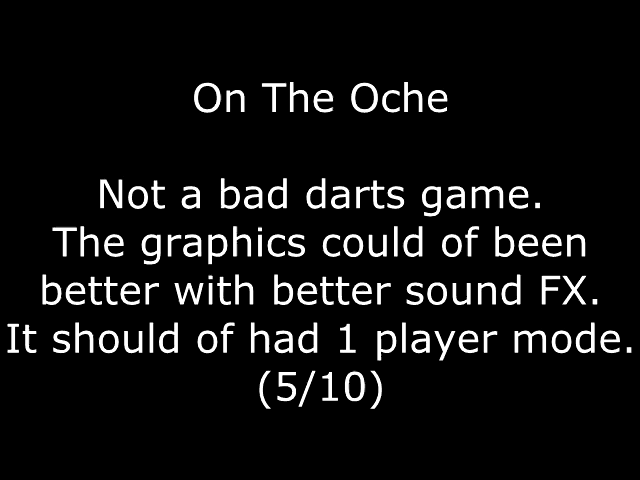 On The Oche
Not a bad darts game.
The graphics could of been
better with better sound FX.
It should of had 1 player mode.
(5/10)